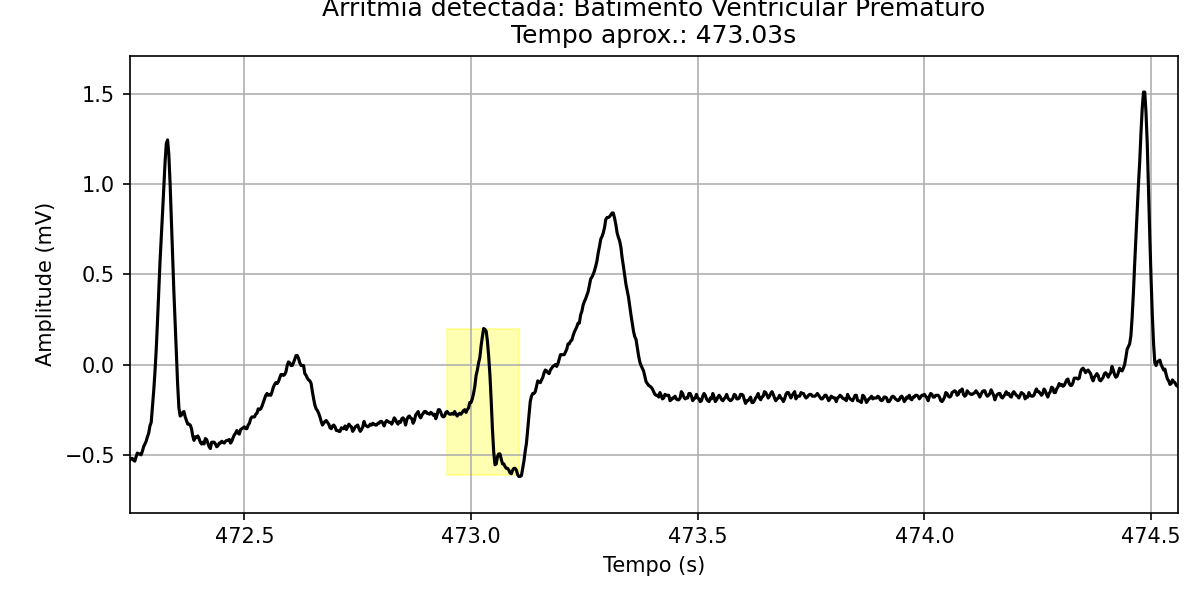 Arritmia detectada: Batimento Ventricular Prematuro
Tempo aprox.: 473.03s
1.5
1.0
0.5
0.0
−0.5
Amplitude (mV)
472.5 473.0 473.5 474.0 474.5
Tempo (s)